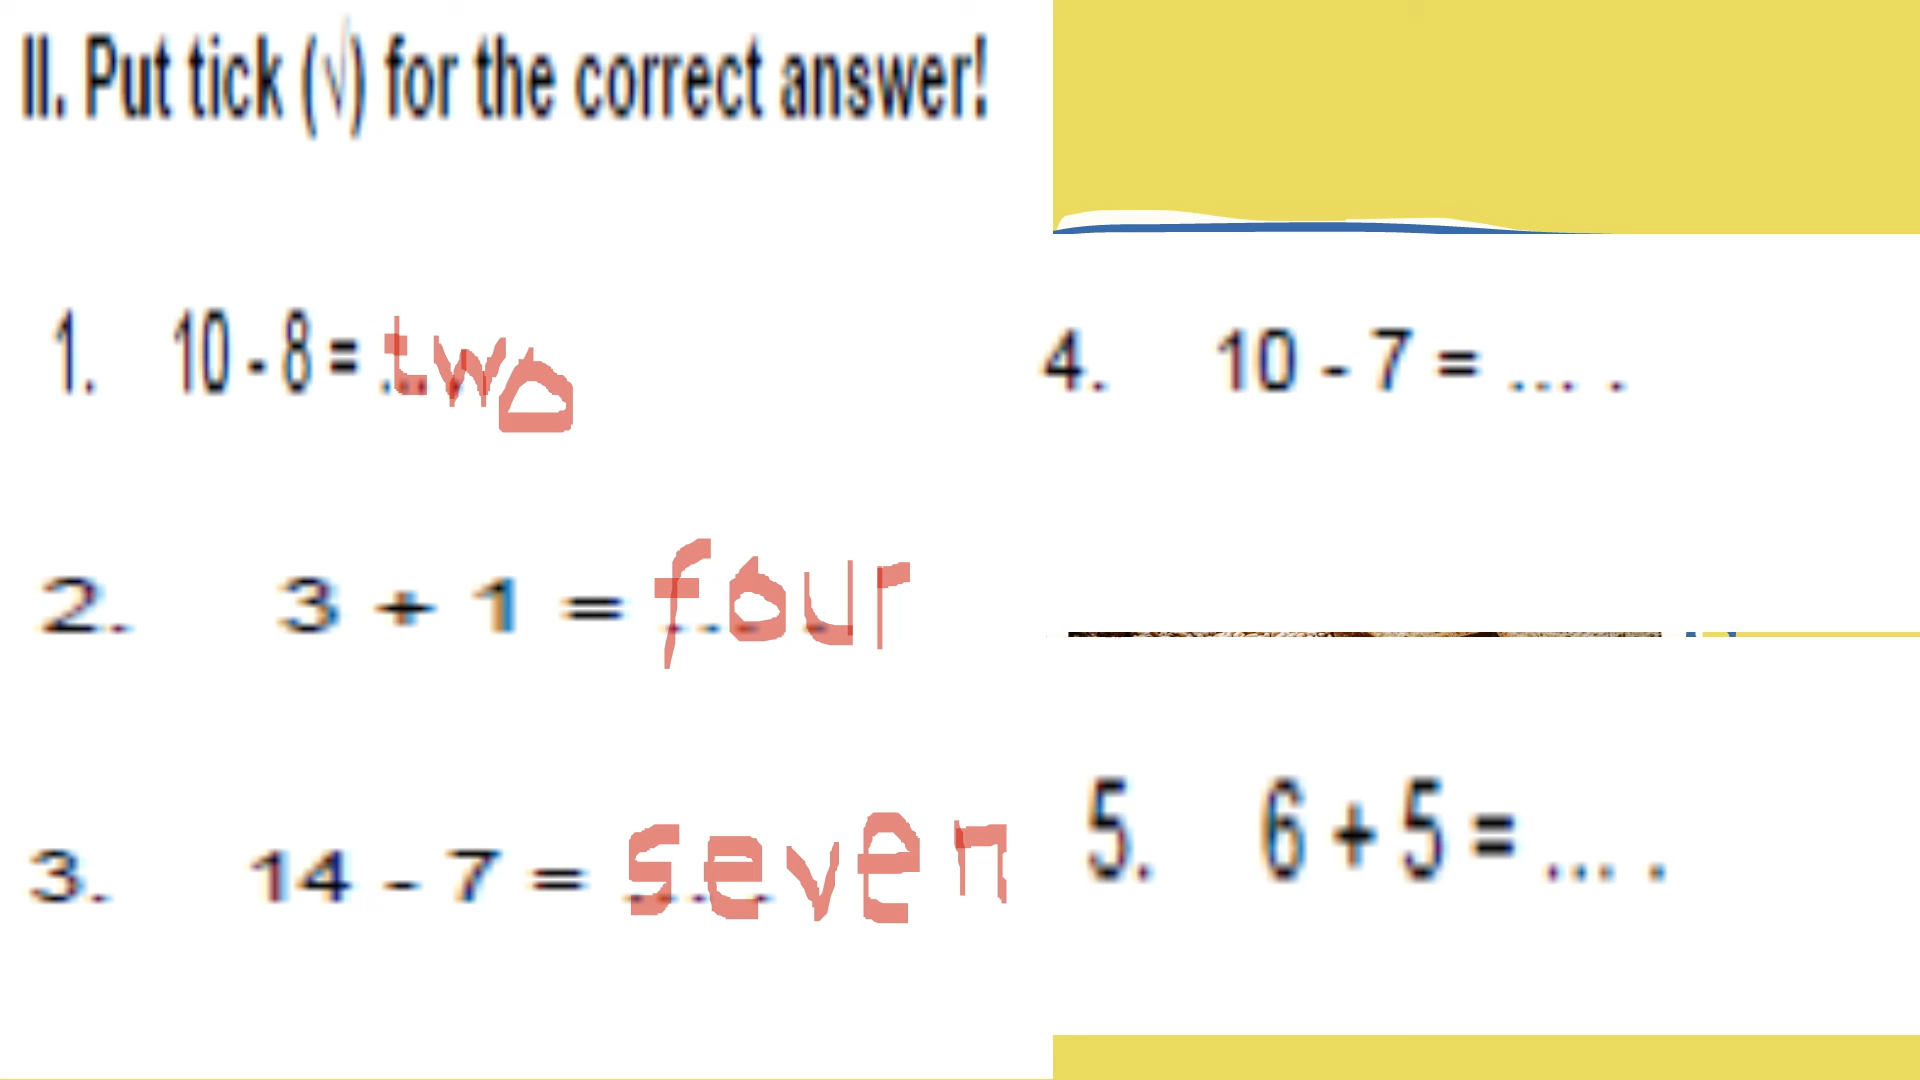 II. Put tick (√) for the correct answer!
1. 10 - 8 = two
2. 3 + 1 = four
3. 14 - 7 = seven
4. 10 - 7 = ... .
5. 6 + 5 = ... .